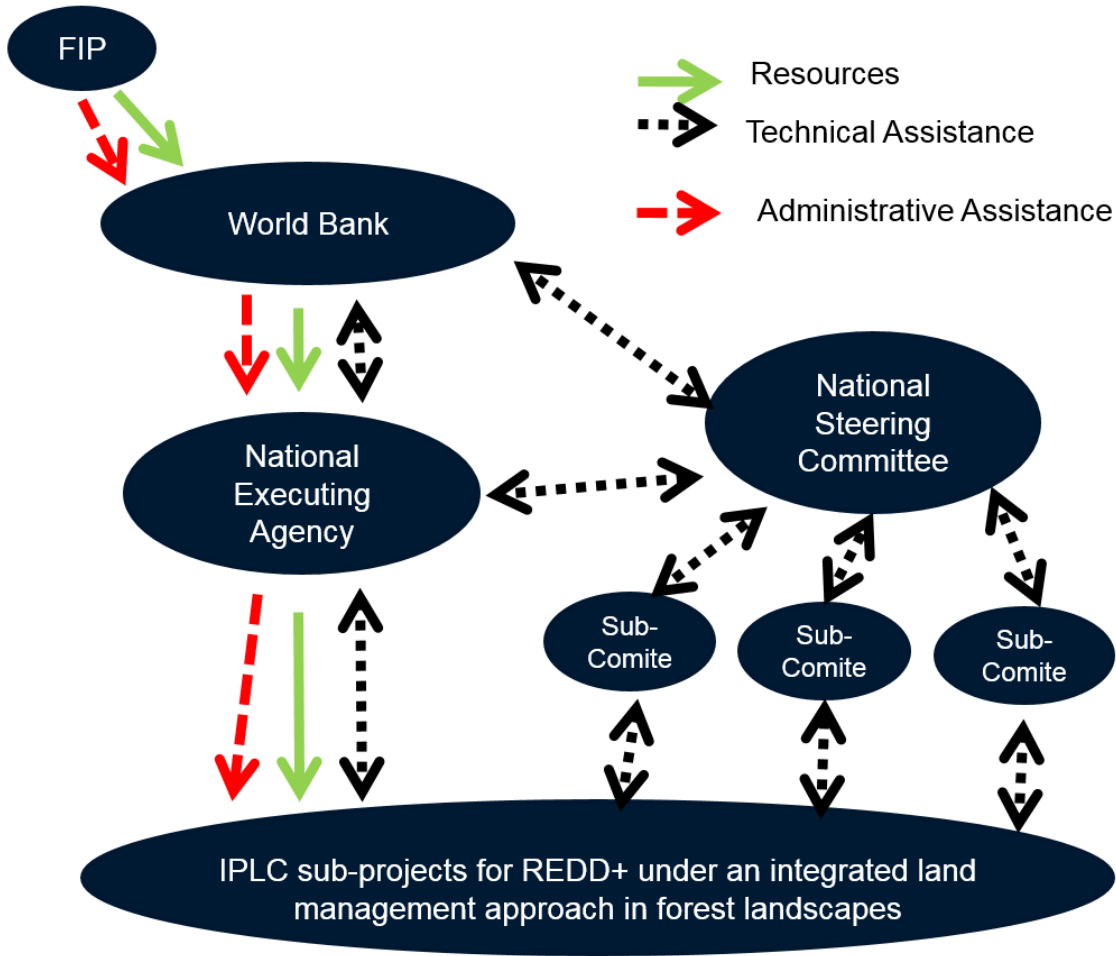 FIP
Resources
Technical Assistance
Administrative Assistance
World Bank
National
Steering
Committee
National
Executing
Agency
Sub-
Comite
Sub-
Comite
Sub-
Comite
IPLC sub-projects for REDD+ under an integrated land
management approach in forest landscapes